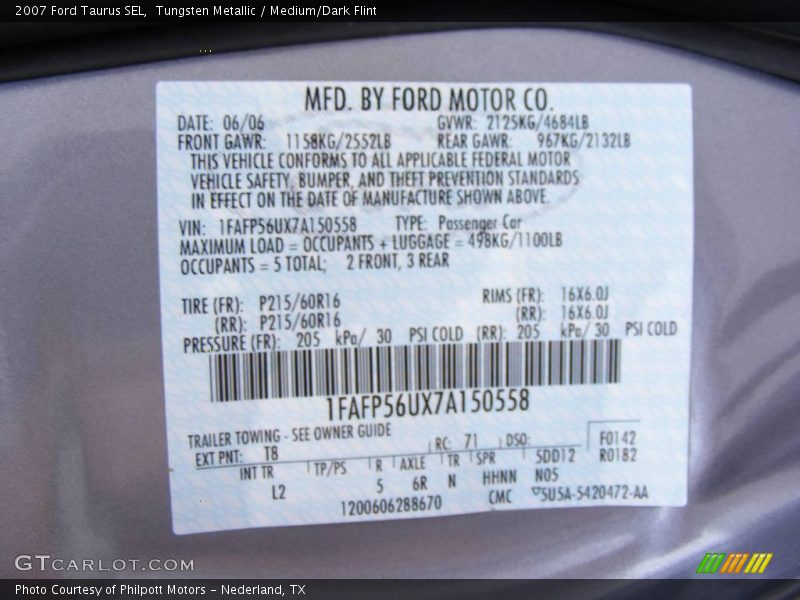 2007 Ford Taurus SEL,  Tungsten Metallic / Medium/Dark Flint
MFD. BY FORD MOTOR CO.
DATE: 06/06 GVWR: 2125KG/4684LB
FRONT GAWR: 1158KG/2552LB REAR GAWR: 967KG/2132LB
THIS VEHICLE CONFORMS TO ALL APPLICABLE FEDERAL MOTOR
VEHICLE SAFETY, BUMPER, AND THEFT PREVENTION STANDARDS
IN EFFECT ON THE DATE OF MANUFACTURE SHOWN ABOVE.
VIN: 1FAFP56UX7A150558 TYPE: Passenger Car
MAXIMUM LOAD = OCCUPANTS + LUGGAGE = 498KG/1100LB
OCCUPANTS = 5 TOTAL; 2 FRONT, 3 REAR
TIRE (FR): P215/60R16 RIMS (FR): 16X6.0J
(RR): P215/60R16 (RR): 16X6.0J
PRESSURE (FR): 205 kPa/ 30 PSI COLD (RR): 205 kPa/ 30 PSI COLD
1FAFP56UX7A150558
TRAILER TOWING - SEE OWNER GUIDE
EXT PNT: T8 RC: 71 DSO: F0142
INT TR TP/PS R AXLE TR SPR 5DD12 R0182
L2 5 6R N HHNN N05
1200606288670 CMC 5U5A-5420472-AA
GTCARLOT.COM
Photo Courtesy of Philpott Motors - Nederland, TX